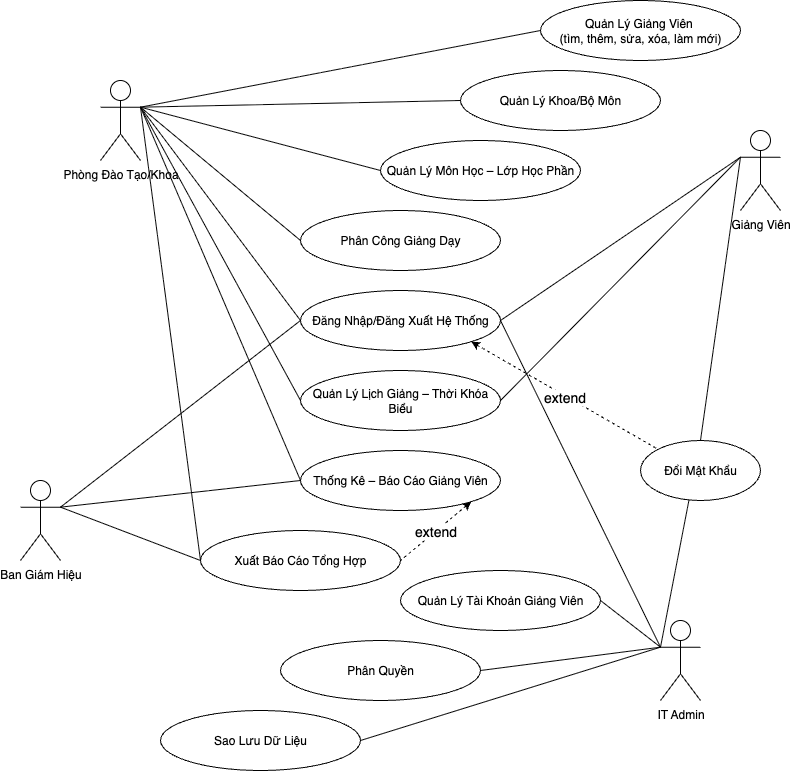 Quản Lý Giảng Viên
(tìm, thêm, sửa, xóa, làm mới)
Quản Lý Khoa/Bộ Môn
Phòng Đào Tạo/Khoa
Quản Lý Môn Học – Lớp Học Phần
Giảng Viên
Phân Công Giảng Dạy
Đăng Nhập/Đăng Xuất Hệ Thống
Quản Lý Lịch Giảng – Thời Khóa
Biểu
extend
Đổi Mật Khẩu
Thống Kê – Báo Cáo Giảng Viên
extend
Xuất Báo Cáo Tổng Hợp
Ban Giám Hiệu
Quản Lý Tài Khoản Giảng Viên
Phân Quyền
IT Admin
Sao Lưu Dữ Liệu